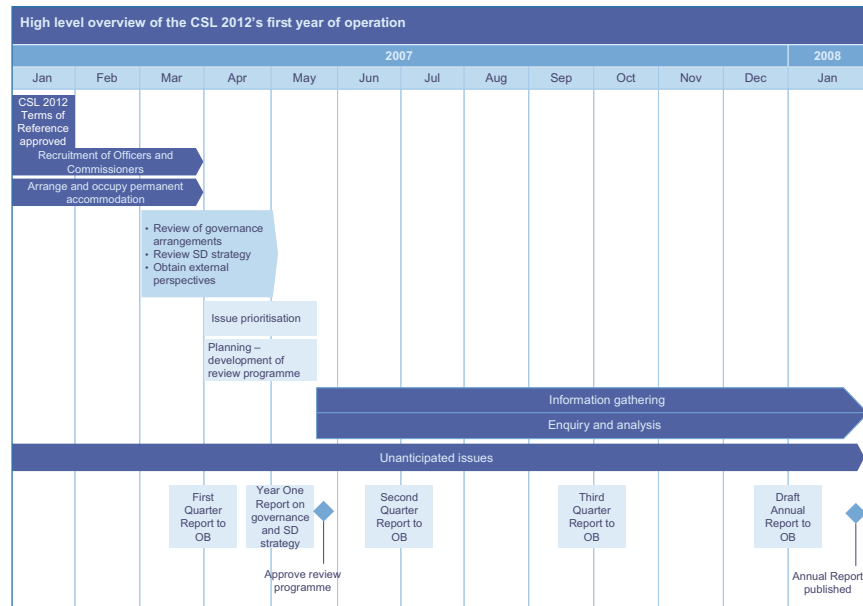 High level overview of the CSL 2012's first year of operation
2007
2008
Jan
Feb
Mar
Apr
May
Jun
Jul
Aug
Sep
Oct
Nov
Dec
Jan
CSL 2012
Terms of
Reference
approved
Recruitment of Officers and
Commissioners
Arrange and occupy permanent
accommodation
• Review of governance
arrangements
• Review SD strategy
• Obtain external
perspectives
Issue prioritisation
Planning –
development of
review programme
Information gathering
Enquiry and analysis
Unanticipated issues
First
Quarter
Report to
OB
Year One
Report on
governance
and SD
strategy
Approve review
programme
Second
Quarter
Report to
OB
Third
Quarter
Report to
OB
Draft
Annual
Report to
OB
Annual Report
published